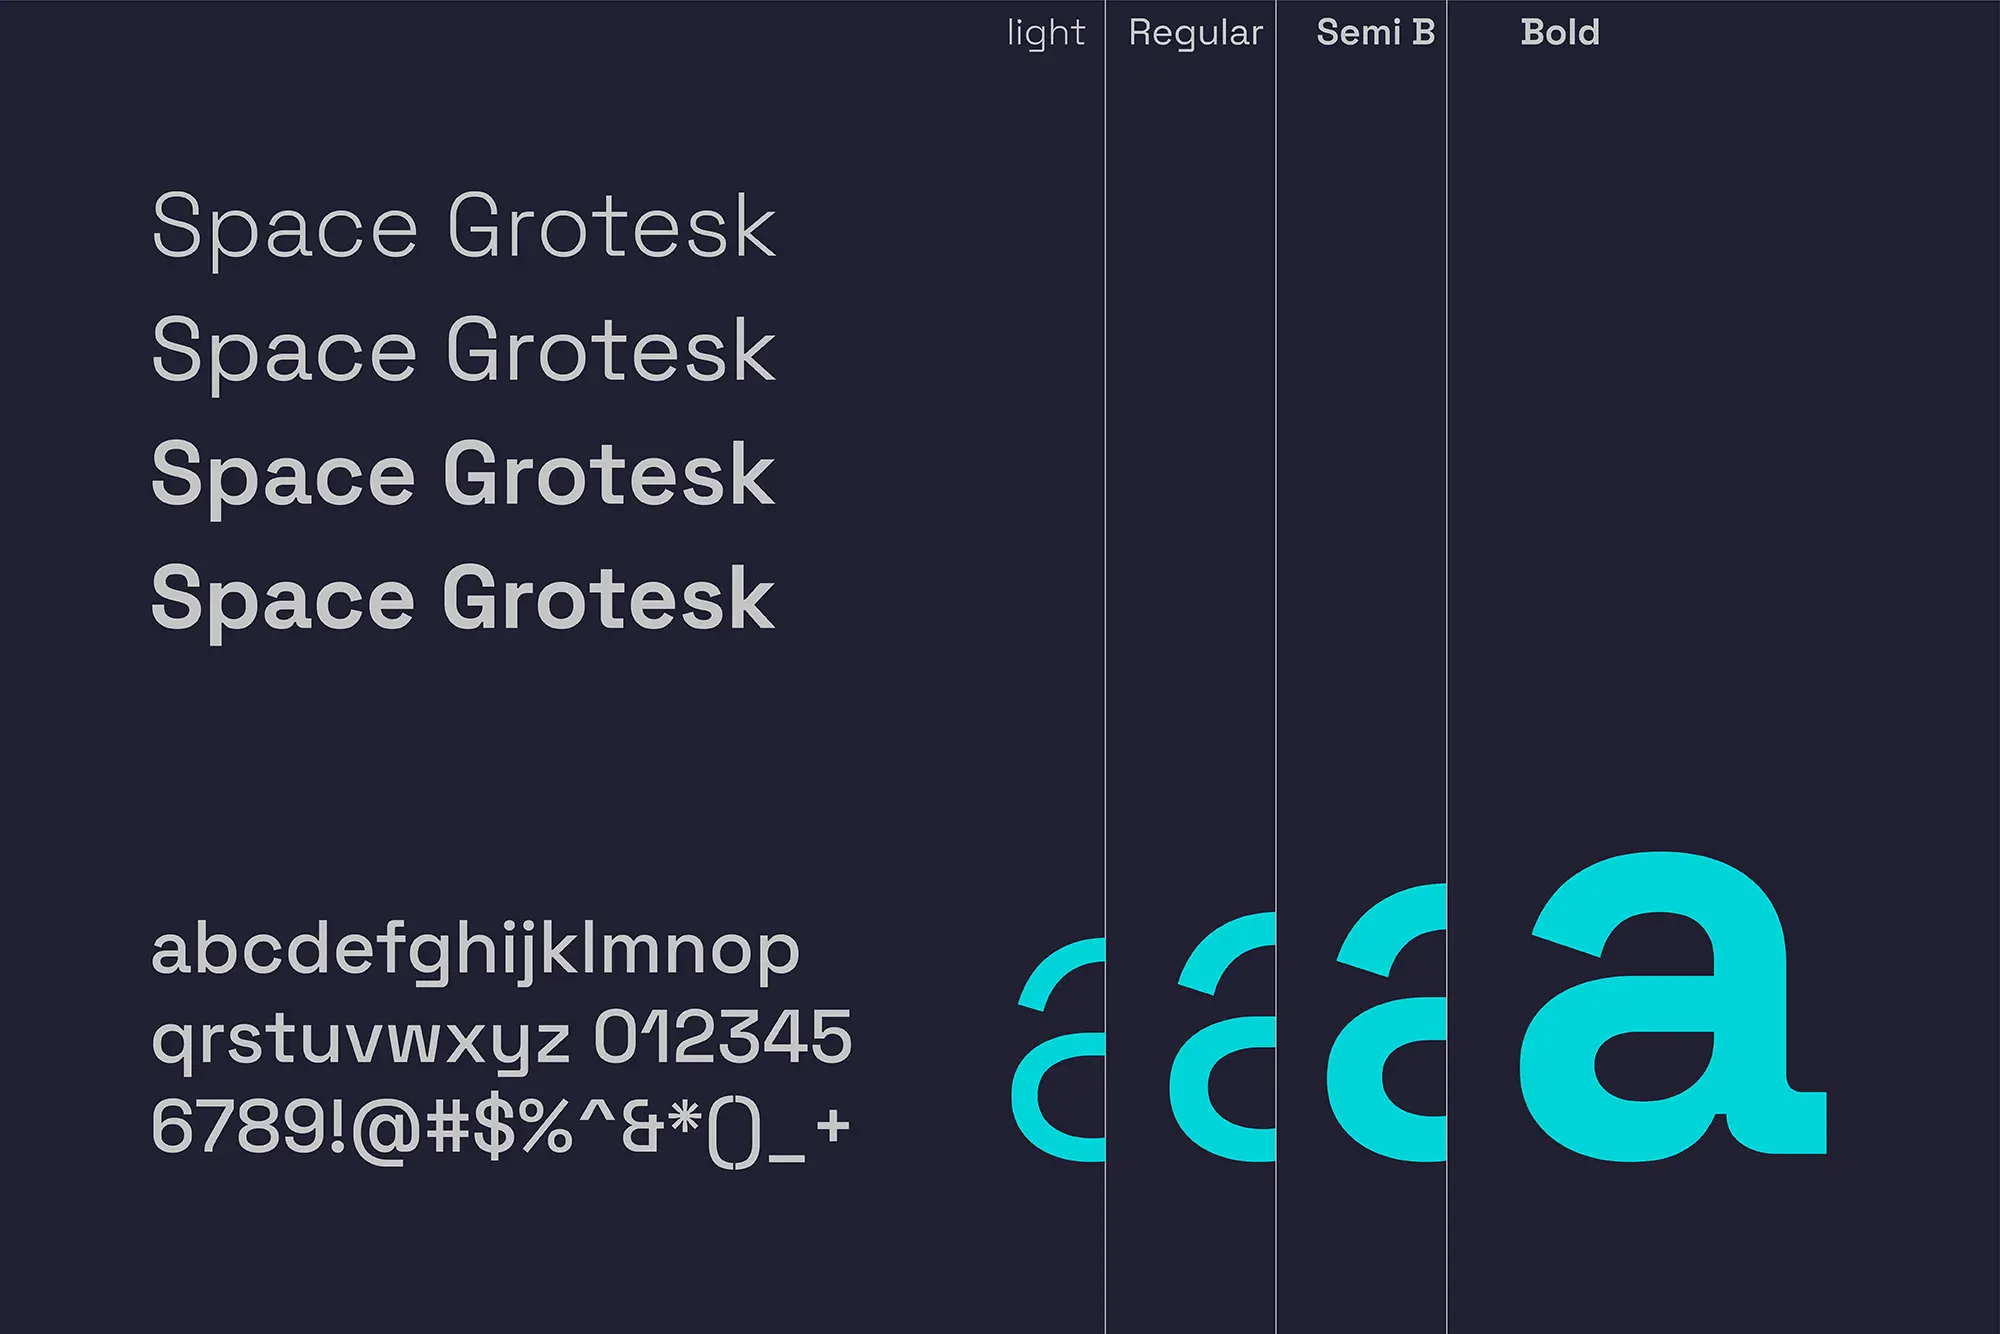 light Regular Semi B Bold
Space Grotesk
Space Grotesk
Space Grotesk
Space Grotesk
abcdefghijklmnop
qrstuvwxyz 012345
6789!@#$%^&*()_ +
a a a a